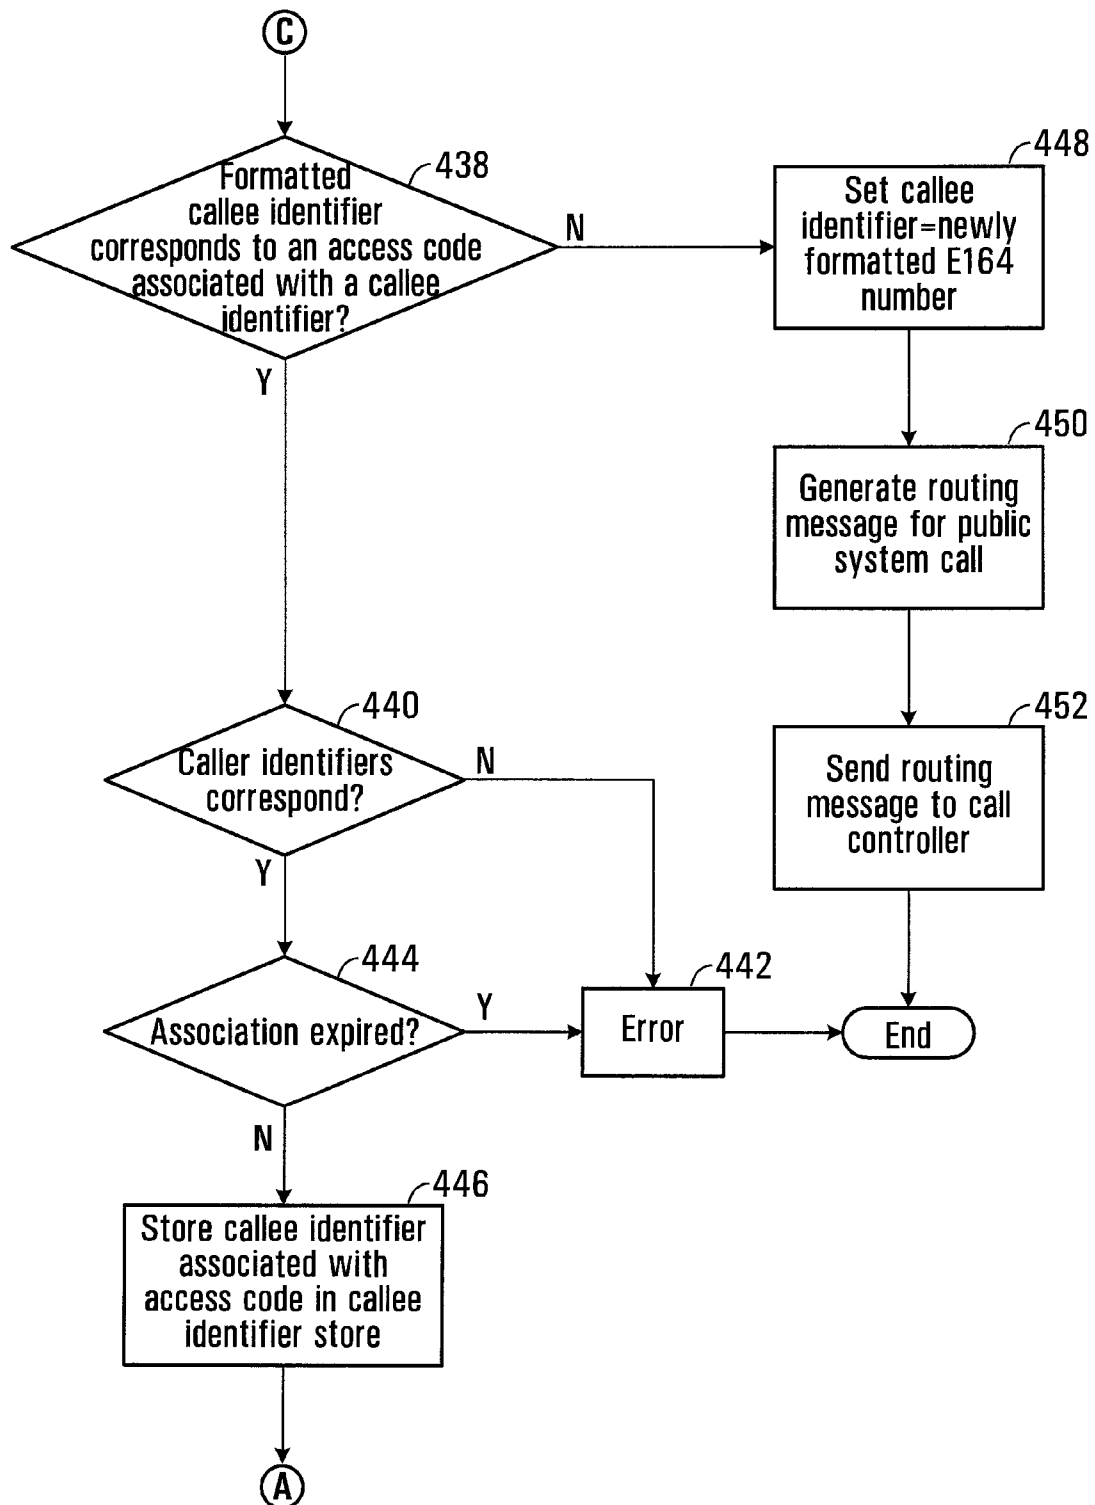 C
438
Formatted
callee identifier
corresponds to an access code
associated with a callee
identifier?
N
Y
448
Set callee
identifier=newly
formatted E164
number
450
Generate routing
message for public
system call
452
Send routing
message to call
controller
440
Caller identifiers
correspond?
N
Y
444
Association expired?
Y
N
442
Error
End
446
Store callee identifier
associated with
access code in callee
identifier store
A